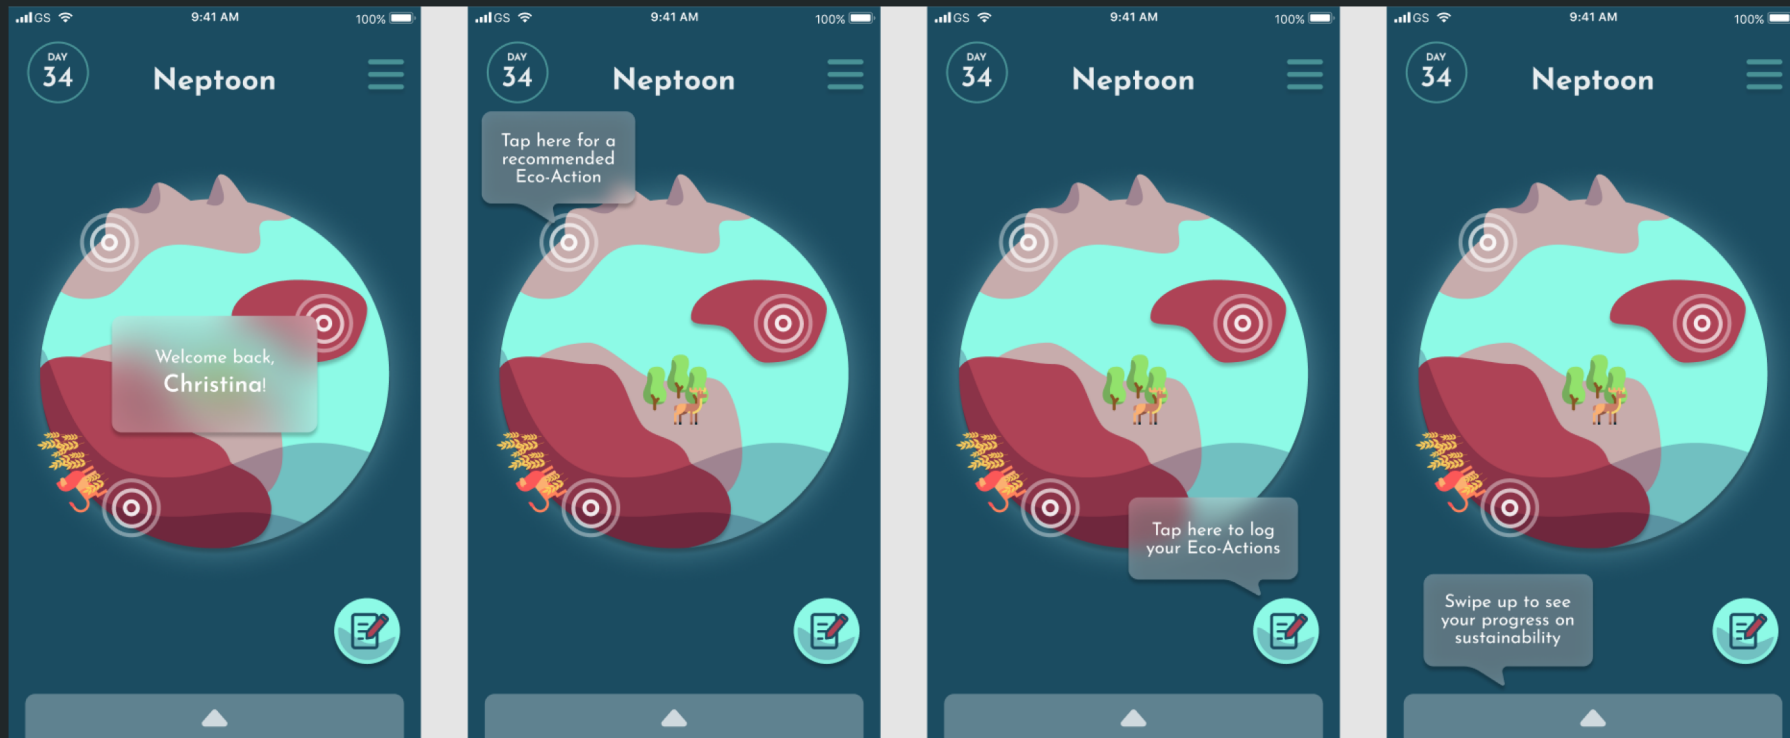 GS 9:41 AM 100%
DAY
34
Neptoon
Welcome back,
Christina!
GS 9:41 AM 100%
DAY
34
Neptoon
Tap here for a
recommended
Eco-Action
GS 9:41 AM 100%
DAY
34
Neptoon
Tap here to log
your Eco-Actions
GS 9:41 AM 100%
DAY
34
Neptoon
Swipe up to see
your progress on
sustainability